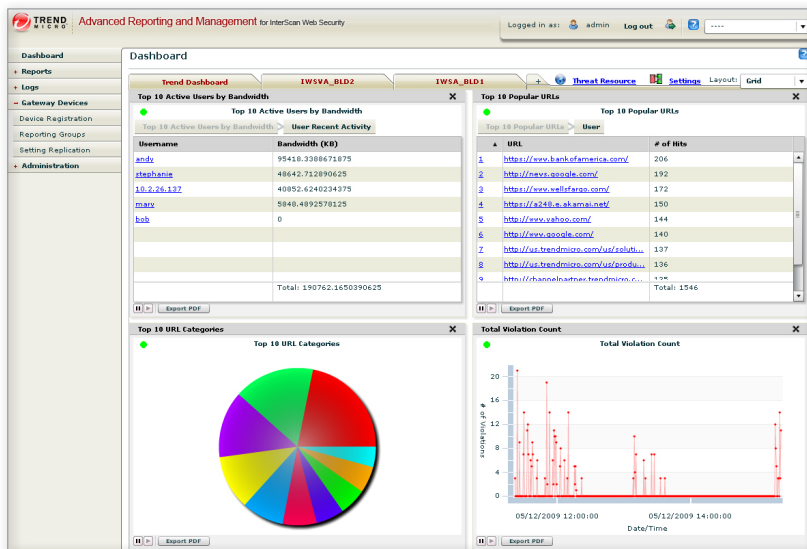 TREND MICRO Advanced Reporting and Management for InterScan Web Security
Logged in as: admin Log out ? ----
Dashboard
+ Reports
+ Logs
− Gateway Devices
Device Registration
Reporting Groups
Setting Replication
+ Administration
Dashboard ?
Trend Dashboard IWSVA_BLD2 IWSA_BLD1 + Threat Resource Settings Layout: Grid
Top 10 Active Users by Bandwidth X
Top 10 Active Users by Bandwidth
Top 10 Active Users by Bandwidth User Recent Activity
Username Bandwidth (KB)
andy 95418.3388671875
stephanie 48642.712890625
10.2.26.137 40852.6240234375
mary 5848.4892578125
bob 0
Total: 190762.1650390625
Export PDF
Top 10 Popular URLs X
Top 10 Popular URLs
Top 10 Popular URLs User
URL # of Hits
1 https://www.bankofamerica.com/ 206
2 http://news.google.com/ 192
3 https://www.wellsfargo.com/ 172
4 https://a248.e.akamai.net/ 150
5 http://www.yahoo.com/ 144
6 http://www.google.com/ 140
7 http://us.trendmicro.com/us/soluti... 137
8 http://us.trendmicro.com/us/produ... 136
9 http://channelpartner.trendmicro.c... 135
Total: 1546
Export PDF
Top 10 URL Categories X
Top 10 URL Categories
Export PDF
Total Violation Count X
Total Violation Count
# of Violations
20
16
12
8
4
0
05/12/2009 12:00:00 05/12/2009 14:00:00
Date/Time
Export PDF